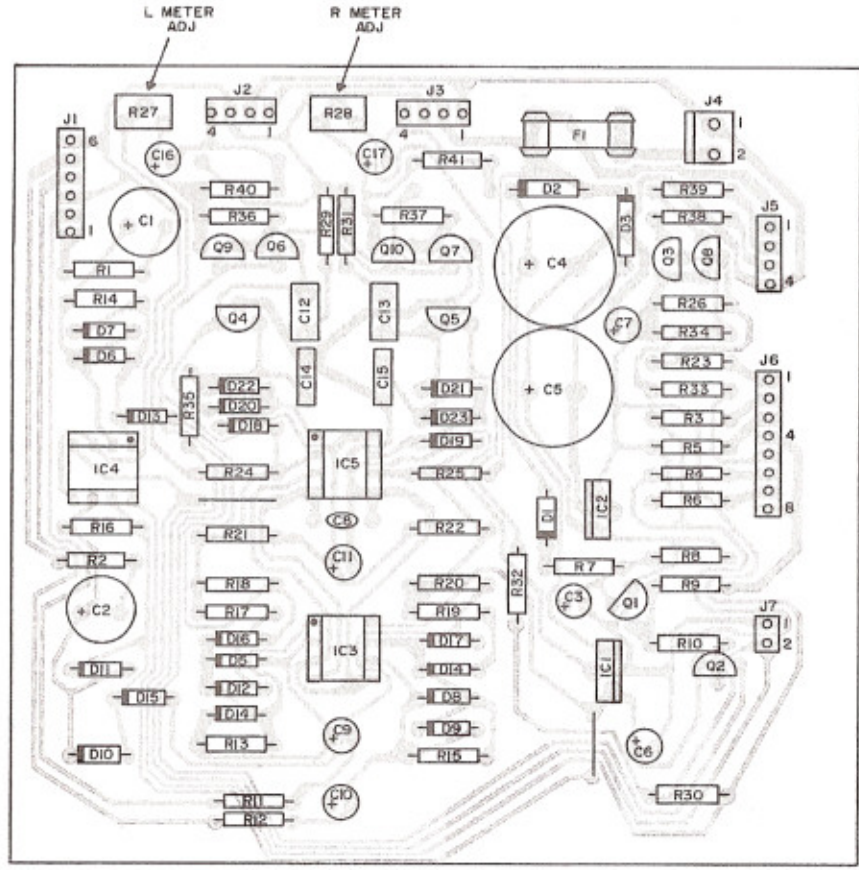 L METER
ADJ
R METER
ADJ
J2
J3
J4
J1
R27
4 1
R28
4 1
F1
1
2
6
C16
C17
R41
R40
D2
R39
J5
C1
R36
R29
R31
R37
D3
R38
1
1
Q9
Q6
Q10
Q7
C4
Q3
Q8
4
R1
R14
C12
C13
R26
Q4
Q5
C7
R34
D7
D6
C14
C15
R23
J6
R35
D22
D21
C5
R33
1
D20
D13
D23
R3
D18
D19
R5
4
IC4
IC5
R24
R25
R4
R6
8
IC2
D1
R16
R21
C8
R22
R2
C11
R7
R8
R18
R20
R32
R9
C2
R17
R19
C3
Q1
J7
1
2
D16
D17
R10
D5
IC3
D14
IC1
Q2
D11
D12
D8
D15
D14
D9
R13
C9
R15
C6
D10
R11
C10
R30
R12